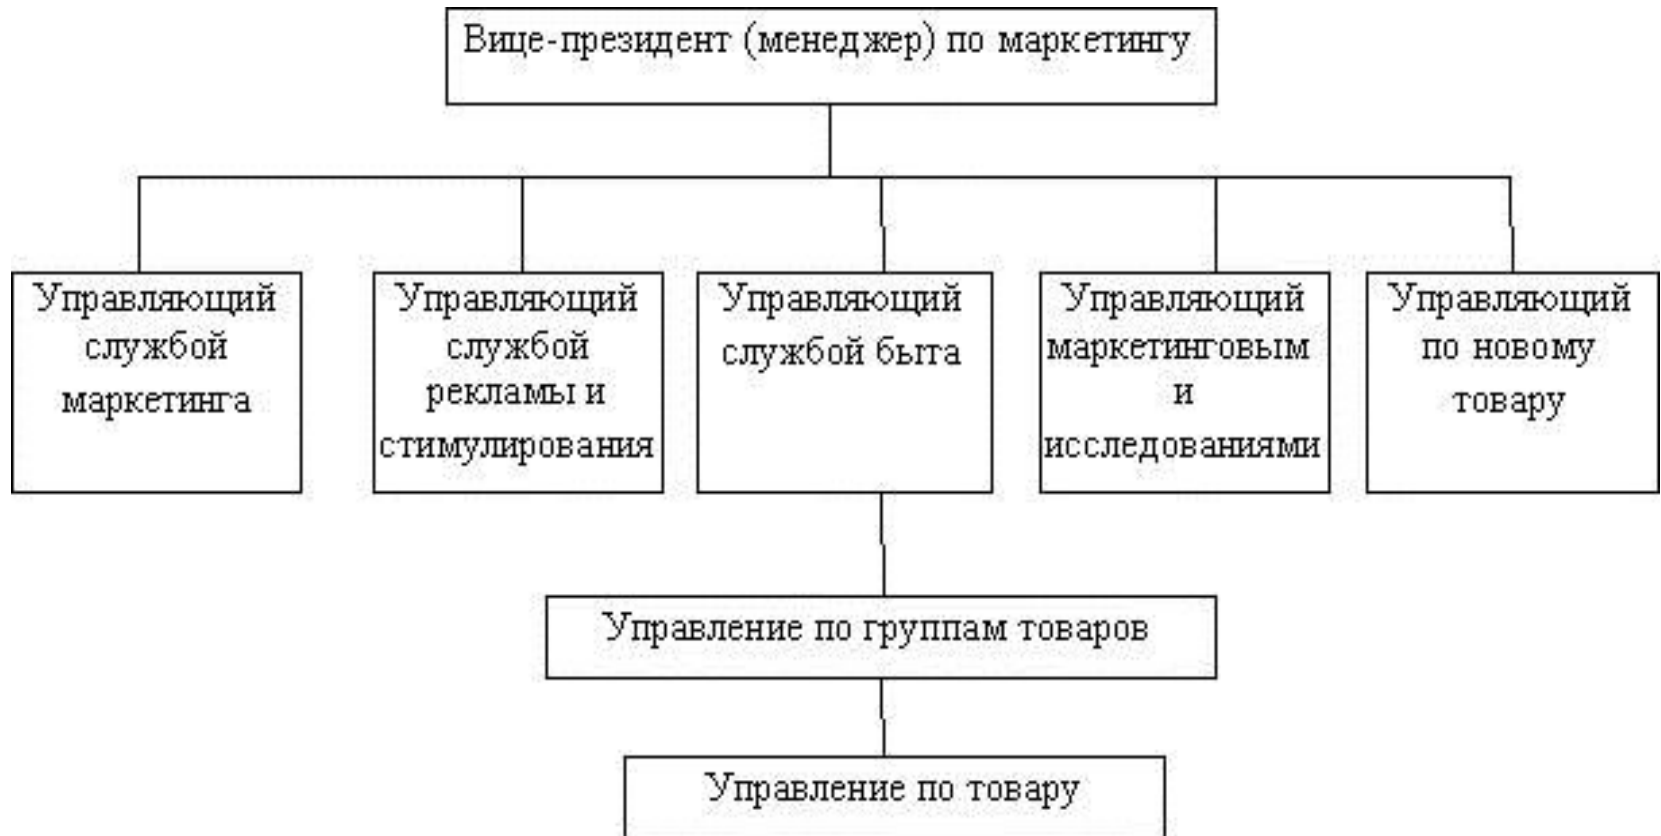 Вице-президент (менеджер) по маркетингу
Управляющий
службой
маркетинга
Управляющий
службой
рекламы и
стимулирования
Управляющий
службой быта
Управляющий
маркетинговым
и
исследованиями
Управляющий
по новому
товару
Управление по группам товаров
Управление по товару